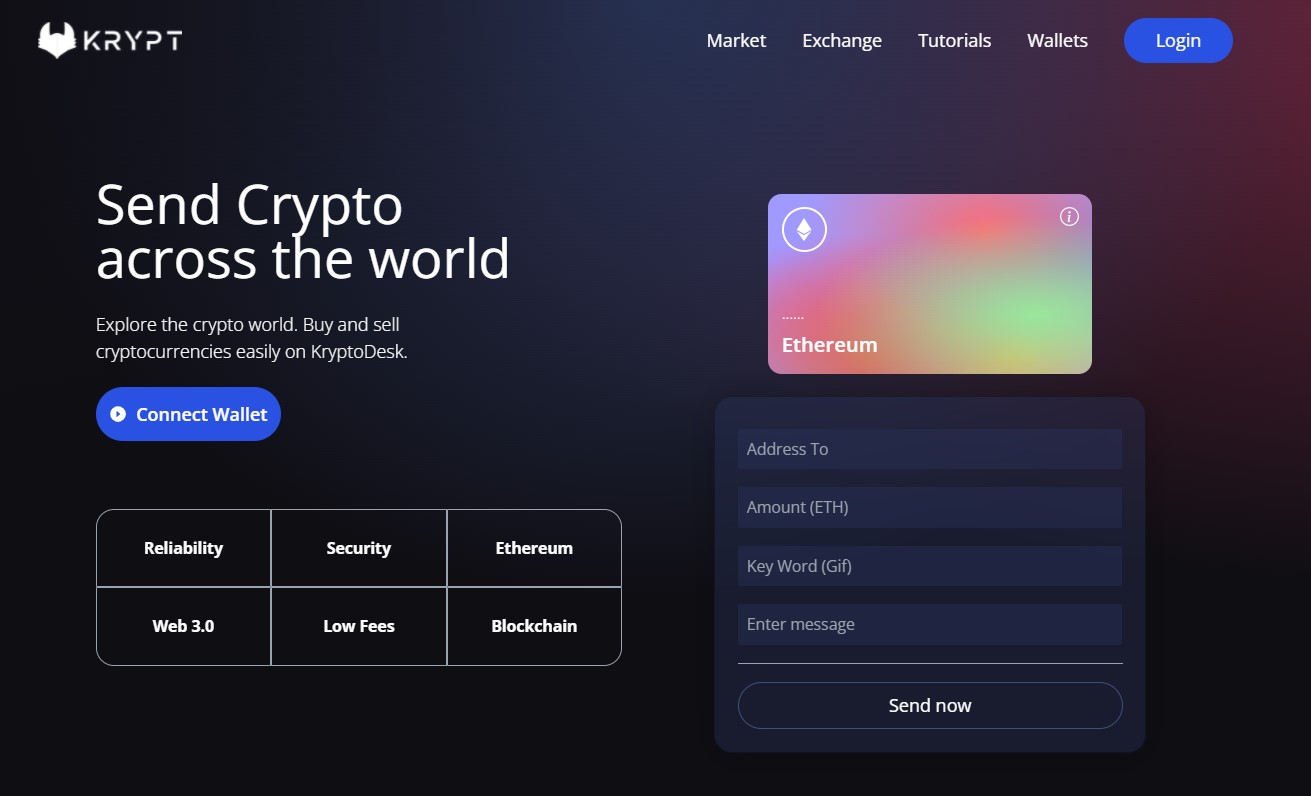 KRYPT
Market
Exchange
Tutorials
Wallets
Login
Send Crypto
across the world
Explore the crypto world. Buy and sell
cryptocurrencies easily on KryptoDesk.
Connect Wallet
Reliability
Security
Ethereum
Web 3.0
Low Fees
Blockchain
i
......
Ethereum
Address To
Amount (ETH)
Key Word (Gif)
Enter message
Send now